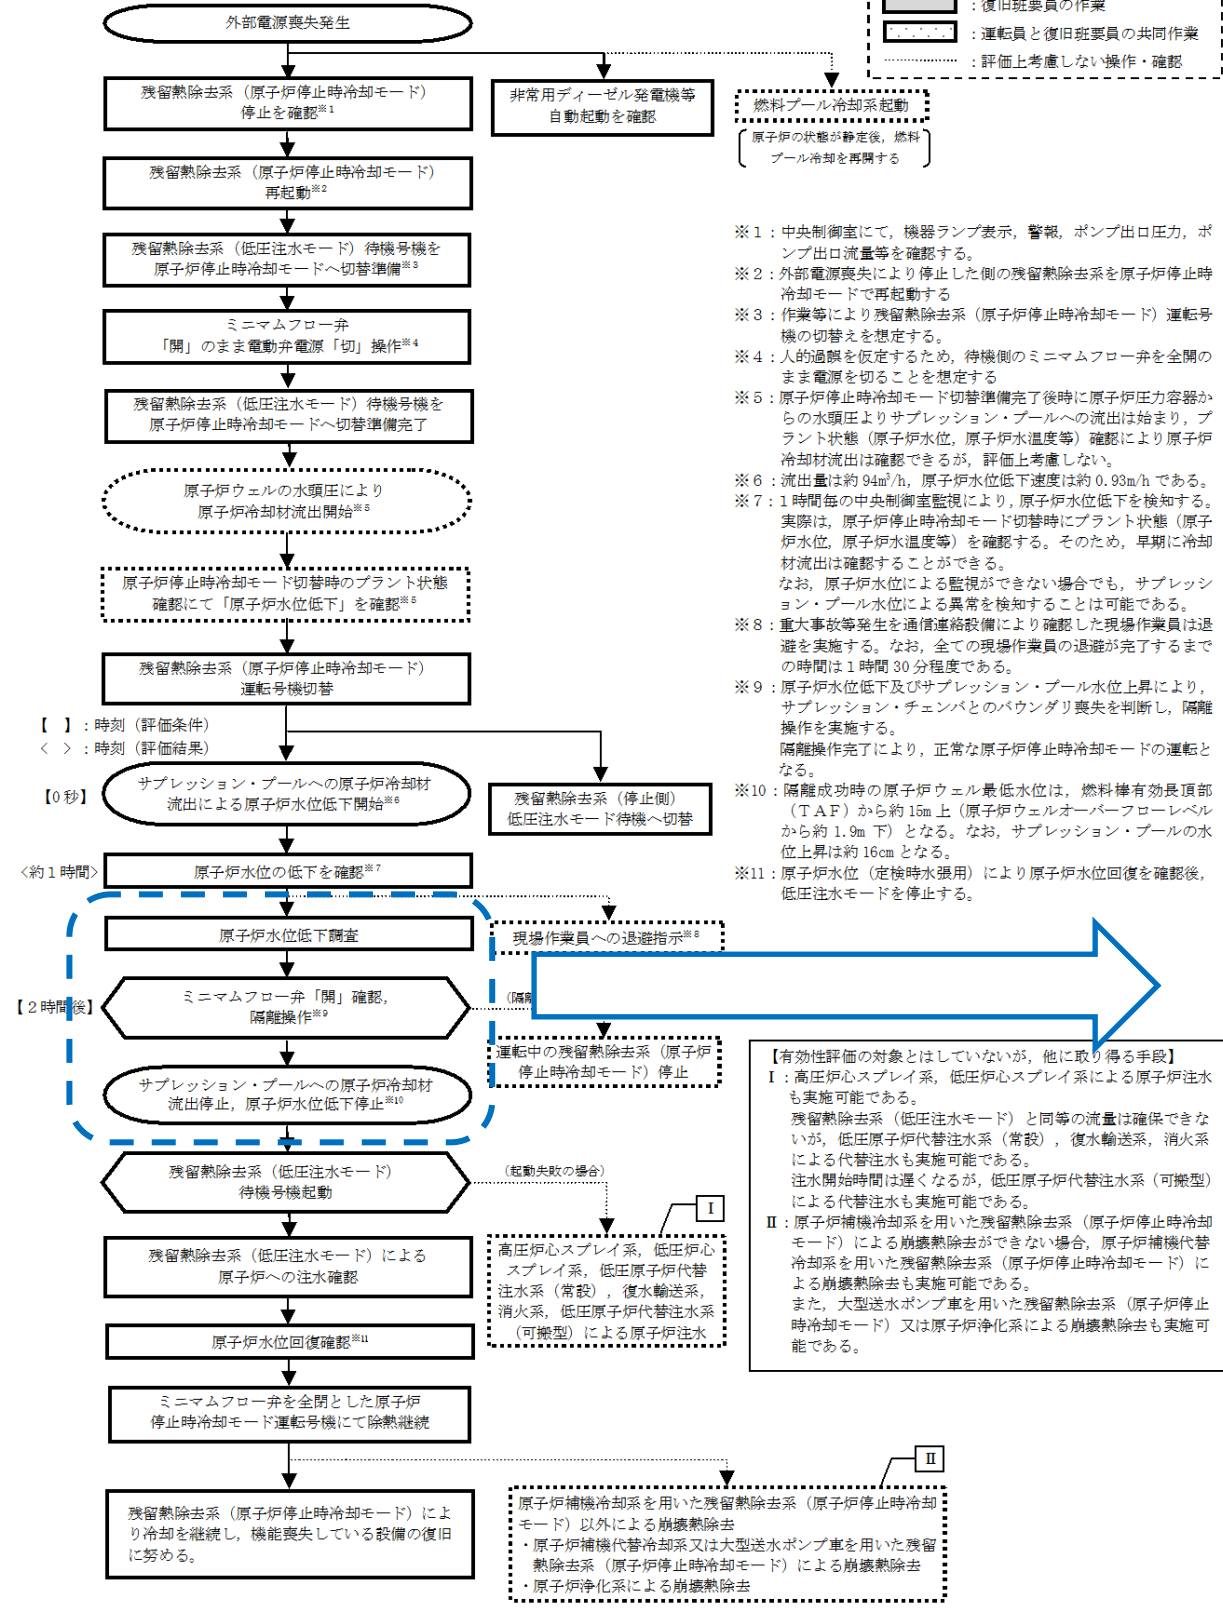 ：復旧班要員の作業
：運転員と復旧班要員の共同作業
：評価上考慮しない操作・確認
外部電源喪失発生
残留熱除去系（原子炉停止時冷却モード）
停止を確認※1
非常用ディーゼル発電機等
自動起動を確認
燃料プール冷却系起動
原子炉の状態が静定後，燃料
プール冷却を再開する
残留熱除去系（原子炉停止時冷却モード）
再起動※2
残留熱除去系（低圧注水モード）待機号機を
原子炉停止時冷却モードへ切替準備※3
ミニマムフロー弁
「開」のまま電動弁電源「切」操作※4
残留熱除去系（低圧注水モード）待機号機を
原子炉停止時冷却モードへ切替準備完了
原子炉ウェルの水頭圧により
原子炉冷却材流出開始※5
原子炉停止時冷却モード切替時のプラント状態
確認にて「原子炉水位低下」を確認※5
残留熱除去系（原子炉停止時冷却モード）
運転号機切替
【　】：時刻（評価条件）
＜　＞：時刻（評価結果）
【0秒】
サプレッション・プールへの原子炉冷却材
流出による原子炉水位低下開始※6
残留熱除去系（停止側）
低圧注水モード待機へ切替
＜約1時間＞
原子炉水位の低下を確認※7
原子炉水位低下調査
現場作業員への退避指示※8
【2時間後】
ミニマムフロー弁「開」確認，
隔離操作※9
（隔離
運転中の残留熱除去系（原子炉
停止時冷却モード）停止
サプレッション・プールへの原子炉冷却材
流出停止，原子炉水位低下停止※10
残留熱除去系（低圧注水モード）
待機号機起動
（起動失敗の場合）
Ⅰ
残留熱除去系（低圧注水モード）による
原子炉への注水確認
高圧炉心スプレイ系，低圧炉心
スプレイ系，低圧原子炉代替
注水系（常設），復水輸送系，
消火系，低圧原子炉代替注水系
（可搬型）による原子炉注水
原子炉水位回復確認※11
ミニマムフロー弁を全閉とした原子炉
停止時冷却モード運転号機にて除熱継続
Ⅱ
残留熱除去系（原子炉停止時冷却モード）によ
り冷却を継続し，機能喪失している設備の復旧
に努める。
原子炉補機冷却系を用いた残留熱除去系（原子炉停止時冷却
モード）以外による崩壊熱除去
・原子炉補機代替冷却系又は大型送水ポンプ車を用いた残留
熱除去系（原子炉停止時冷却モード）による崩壊熱除去
・原子炉浄化系による崩壊熱除去
※1：中央制御室にて，機器ランプ表示，警報，ポンプ出口圧力，ポ
ンプ出口流量等を確認する。
※2：外部電源喪失により停止した側の残留熱除去系を原子炉停止時
冷却モードで再起動する
※3：作業等により残留熱除去系（原子炉停止時冷却モード）運転号
機の切替えを想定する。
※4：人的過誤を仮定するため，待機側のミニマムフロー弁を全開の
まま電源を切ることを想定する
※5：原子炉停止時冷却モード切替準備完了後時に原子炉圧力容器か
らの水頭圧よりサプレッション・プールへの流出は始まり，プ
ラント状態（原子炉水位，原子炉水温度等）確認により原子炉
冷却材流出は確認できるが，評価上考慮しない。
※6：流出量は約94m³/h，原子炉水位低下速度は約0.93m/hである。
※7：1時間毎の中央制御室監視により，原子炉水位低下を検知する。
実際は，原子炉停止時冷却モード切替時にプラント状態（原子
炉水位，原子炉水温度等）を確認する。そのため，早期に冷却
材流出は確認することができる。
なお，原子炉水位による監視ができない場合でも，サプレッシ
ョン・プール水位による異常を検知することは可能である。
※8：重大事故等発生を通信連絡設備により確認した現場作業員は退
避を実施する。なお，全ての現場作業員の退避が完了するまで
の時間は1時間30分程度である。
※9：原子炉水位低下及びサプレッション・プール水位上昇により，
サプレッション・チェンバとのバウンダリ喪失を判断し，隔離
操作を実施する。
隔離操作完了により，正常な原子炉停止時冷却モードの運転と
なる。
※10：隔離成功時の原子炉ウェル最低水位は，燃料棒有効長頂部
（TAF）から約15m上（原子炉ウェルオーバーフローレベル
から約1.9m下）となる。なお，サプレッション・プールの水
位上昇は約16cmとなる。
※11：原子炉水位（定検時水張用）により原子炉水位回復を確認後，
低圧注水モードを停止する。
【有効性評価の対象とはしていないが，他に取り得る手段】
Ⅰ：高圧炉心スプレイ系，低圧炉心スプレイ系による原子炉注水
も実施可能である。
残留熱除去系（低圧注水モード）と同等の流量は確保できな
いが，低圧原子炉代替注水系（常設），復水輸送系，消火系
による代替注水も実施可能である。
注水開始時間は遅くなるが，低圧原子炉代替注水系（可搬型）
による代替注水も実施可能である。
Ⅱ：原子炉補機冷却系を用いた残留熱除去系（原子炉停止時冷却
モード）による崩壊熱除去ができない場合，原子炉補機代替
冷却系を用いた残留熱除去系（原子炉停止時冷却モード）に
よる崩壊熱除去も実施可能である。
また，大型送水ポンプ車を用いた残留熱除去系（原子炉停止
時冷却モード）又は原子炉浄化系による崩壊熱除去も実施可
能である。